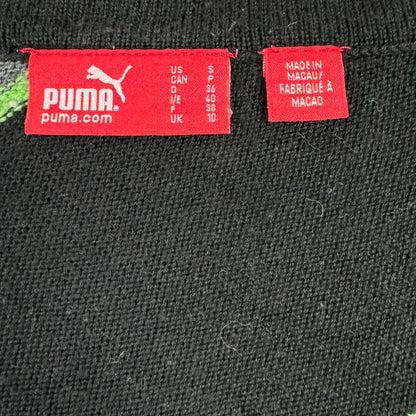 PUMA®
puma.com
US S
CAN P
D 36
I/E 40
F 38
UK 10
MADE IN
MACAU/
FABRIQUÉ À
MACAO